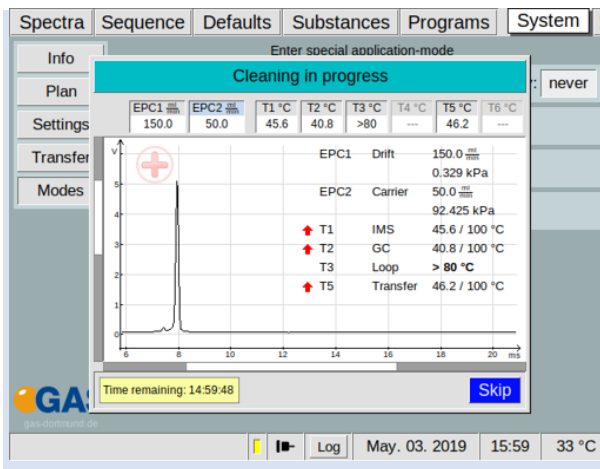 Spectra Sequence Defaults Substances Programs System
Info
Enter special application-mode
Plan
never
Settings
Transfer
Modes
Cleaning in progress
EPC1 ml/min EPC2 ml/min T1 °C T2 °C T3 °C T4 °C T5 °C T6 °C
150.0 50.0 45.6 40.8 >80 --- 46.2 ---
V
5
4
3
2
1
0
6 8 10 12 14 16 18 20 ms
EPC1 Drift 150.0 ml/min
0.329 kPa
EPC2 Carrier 50.0 ml/min
92.425 kPa
T1 IMS 45.6 / 100 °C
T2 GC 40.8 / 100 °C
T3 Loop > 80 °C
T5 Transfer 46.2 / 100 °C
Time remaining: 14:59:48
Skip
GA
gas-dortmund.de
Log May. 03. 2019 15:59 33 °C